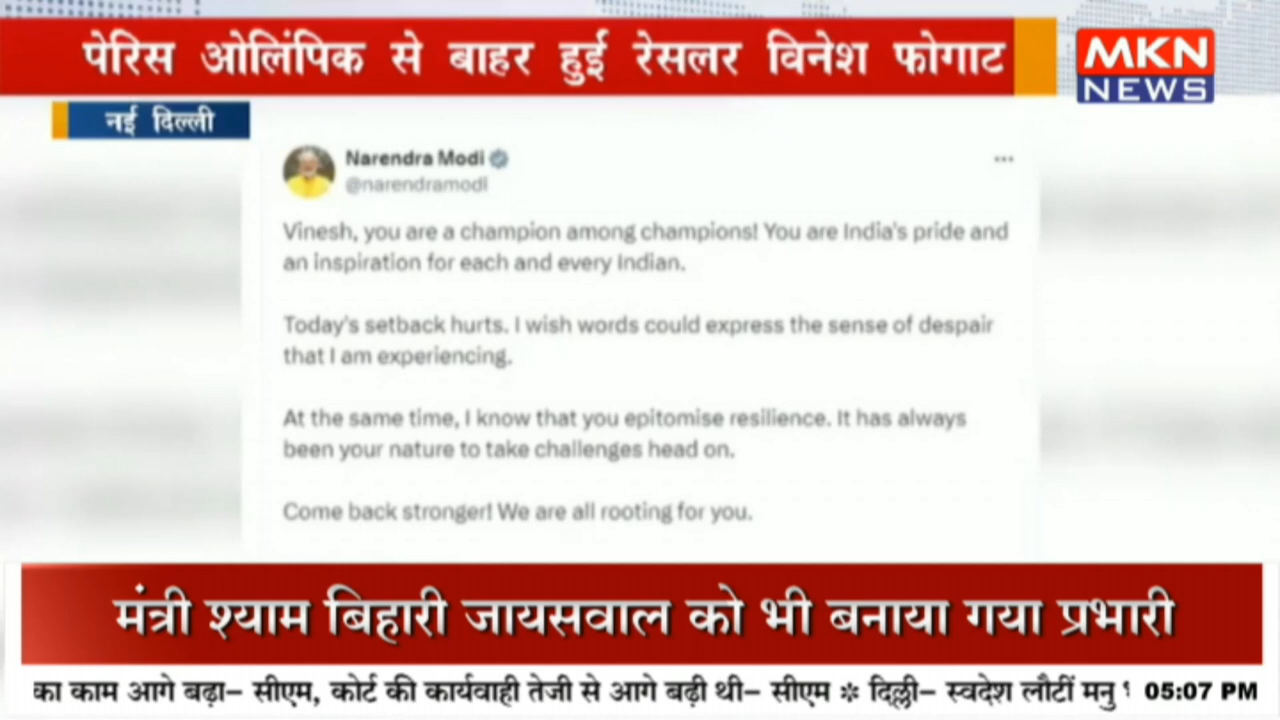 पेरिस ओलिंपिक से बाहर हुई रेसलर विनेश फोगाट
MKN
NEWS
नई दिल्ली
Narendra Modi
@narendramodi
Vinesh, you are a champion among champions! You are India's pride and
an inspiration for each and every Indian.
Today's setback hurts. I wish words could express the sense of despair
that I am experiencing.
At the same time, I know that you epitomise resilience. It has always
been your nature to take challenges head on.
Come back stronger! We are all rooting for you.
मंत्री श्याम बिहारी जायसवाल को भी बनाया गया प्रभारी
का काम आगे बढ़ा– सीएम, कोर्ट की कार्यवाही तेजी से आगे बढ़ी थी– सीएम ❇ दिल्ली– स्वदेश लौटीं मनु 05:07 PM